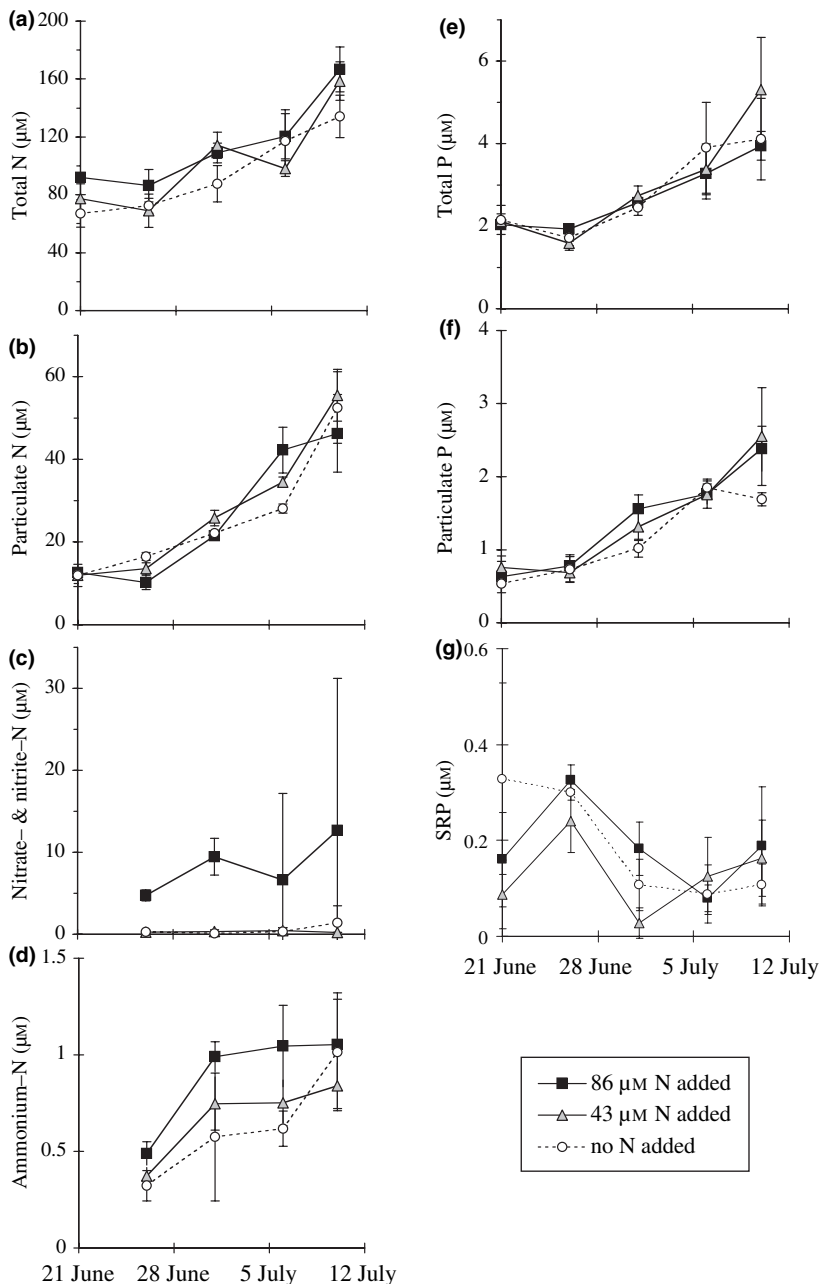 (a)
200
160
120
80
40
0
Total N (μM)
(b)
60
40
20
0
Particulate N (μM)
(c)
30
20
10
0
Nitrate– & nitrite–N (μM)
(d)
1.5
1
0.5
0
Ammonium–N (μM)
21 June 28 June 5 July 12 July
(e)
6
4
2
0
Total P (μM)
(f)
4
3
2
1
0
Particulate P (μM)
(g)
0.6
0.4
0.2
0
SRP (μM)
21 June 28 June 5 July 12 July
86 μM N added
43 μM N added
no N added